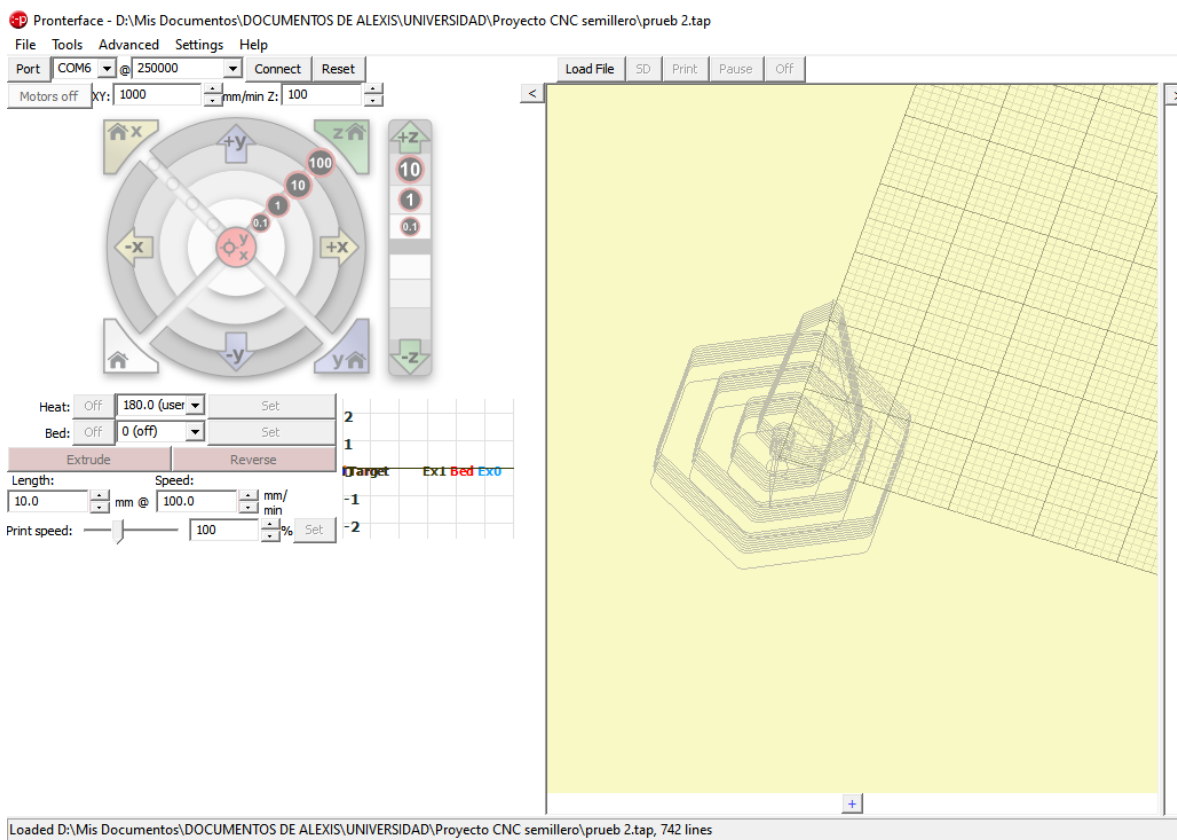 Pronterface - D:\Mis Documentos\DOCUMENTOS DE ALEXIS\UNIVERSIDAD\Proyecto CNC semillero\prueb 2.tap
File Tools Advanced Settings Help
Port COM6 @ 250000 Connect Reset Load File SD Print Pause Off
Motors off XY: 1000 mm/min Z: 100 <
x +y z +z
100 10
10 1
1 0.1
0.1
-x y x +x
-y y -z
Heat: Off 180.0 (user Set
Bed: Off 0 (off) Set
Extrude Reverse
Length: Speed:
10.0 mm @ 100.0 mm/min
Print speed: 100 % Set
2
1
Target Ex1 Bed Ex0
-1
-2
+
Loaded D:\Mis Documentos\DOCUMENTOS DE ALEXIS\UNIVERSIDAD\Proyecto CNC semillero\prueb 2.tap, 742 lines